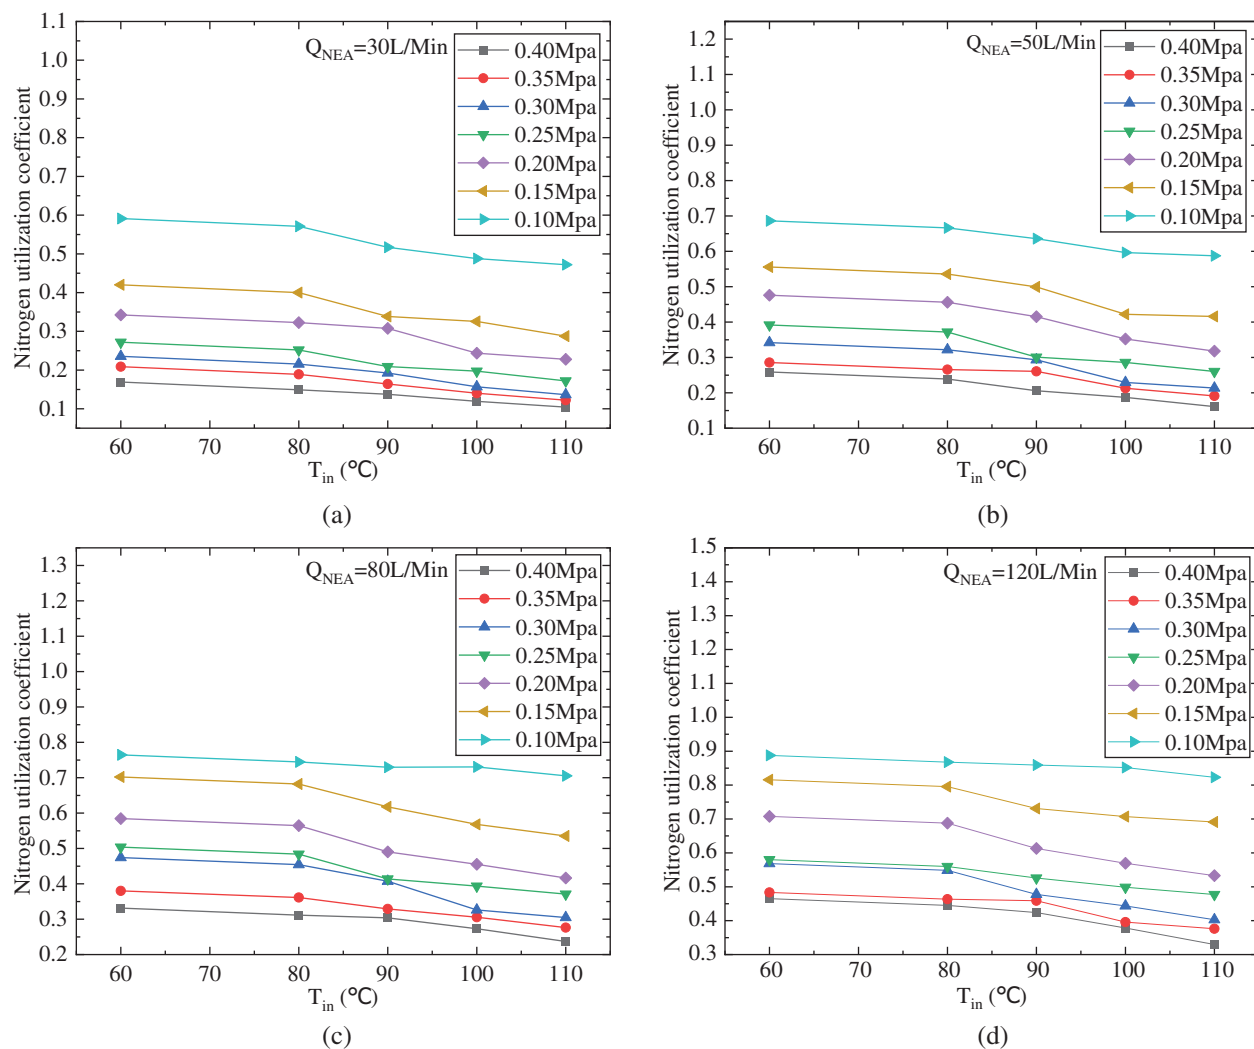 (a)
Nitrogen utilization coefficient
1.1
1.0
0.9
0.8
0.7
0.6
0.5
0.4
0.3
0.2
0.1
Q_NEA=30L/Min
0.40Mpa
0.35Mpa
0.30Mpa
0.25Mpa
0.20Mpa
0.15Mpa
0.10Mpa
60 70 80 90 100 110
T_in (℃)
(b)
Nitrogen utilization coefficient
1.2
1.1
1.0
0.9
0.8
0.7
0.6
0.5
0.4
0.3
0.2
0.1
Q_NEA=50L/Min
0.40Mpa
0.35Mpa
0.30Mpa
0.25Mpa
0.20Mpa
0.15Mpa
0.10Mpa
60 70 80 90 100 110
T_in (℃)
(c)
Nitrogen utilization coefficient
1.3
1.2
1.1
1.0
0.9
0.8
0.7
0.6
0.5
0.4
0.3
0.2
Q_NEA=80L/Min
0.40Mpa
0.35Mpa
0.30Mpa
0.25Mpa
0.20Mpa
0.15Mpa
0.10Mpa
60 70 80 90 100 110
T_in (℃)
(d)
Nitrogen utilization coefficient
1.5
1.4
1.3
1.2
1.1
1.0
0.9
0.8
0.7
0.6
0.5
0.4
0.3
Q_NEA=120L/Min
0.40Mpa
0.35Mpa
0.30Mpa
0.25Mpa
0.20Mpa
0.15Mpa
0.10Mpa
60 70 80 90 100 110
T_in (℃)